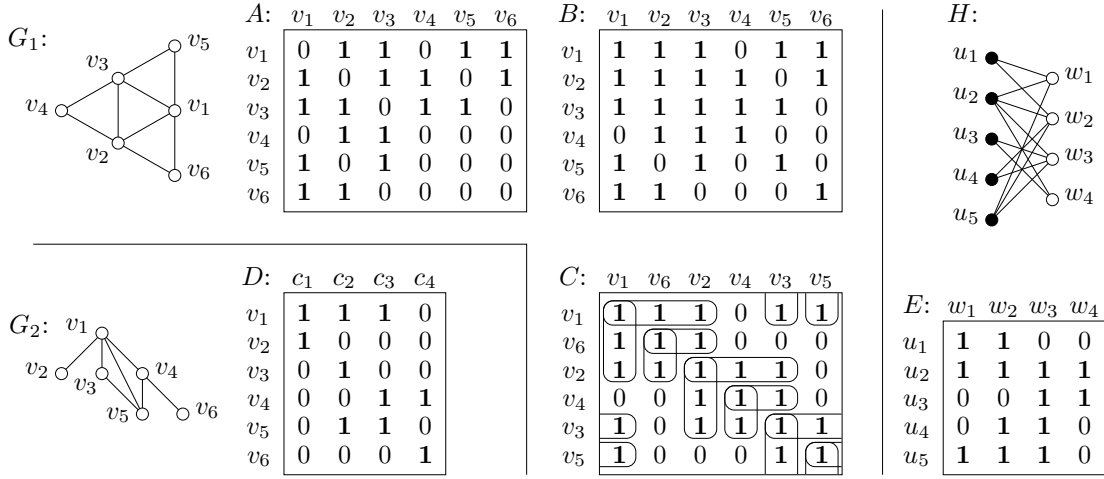 G₁:
v₅
v₃
v₄
v₁
v₂
v₆
A: v₁ v₂ v₃ v₄ v₅ v₆
v₁ 0 1 1 0 1 1
v₂ 1 0 1 1 0 1
v₃ 1 1 0 1 1 0
v₄ 0 1 1 0 0 0
v₅ 1 0 1 0 0 0
v₆ 1 1 0 0 0 0
B: v₁ v₂ v₃ v₄ v₅ v₆
v₁ 1 1 1 0 1 1
v₂ 1 1 1 1 0 1
v₃ 1 1 1 1 1 0
v₄ 0 1 1 1 0 0
v₅ 1 0 1 0 1 0
v₆ 1 1 0 0 0 1
H:
u₁
w₁
u₂
w₂
u₃
w₃
u₄
w₄
u₅
G₂:
v₁
v₂
v₃
v₄
v₅
v₆
D: c₁ c₂ c₃ c₄
v₁ 1 1 1 0
v₂ 1 0 0 0
v₃ 0 1 0 0
v₄ 0 0 1 1
v₅ 0 1 1 0
v₆ 0 0 0 1
C: v₁ v₆ v₂ v₄ v₃ v₅
v₁ 1 1 1 0 1 1
v₆ 1 1 1 0 0 0
v₂ 1 1 1 1 1 0
v₄ 0 0 1 1 1 0
v₃ 1 0 1 1 1 1
v₅ 1 0 0 0 1 1
E: w₁ w₂ w₃ w₄
u₁ 1 1 0 0
u₂ 1 1 1 1
u₃ 0 0 1 1
u₄ 0 1 1 0
u₅ 1 1 1 0